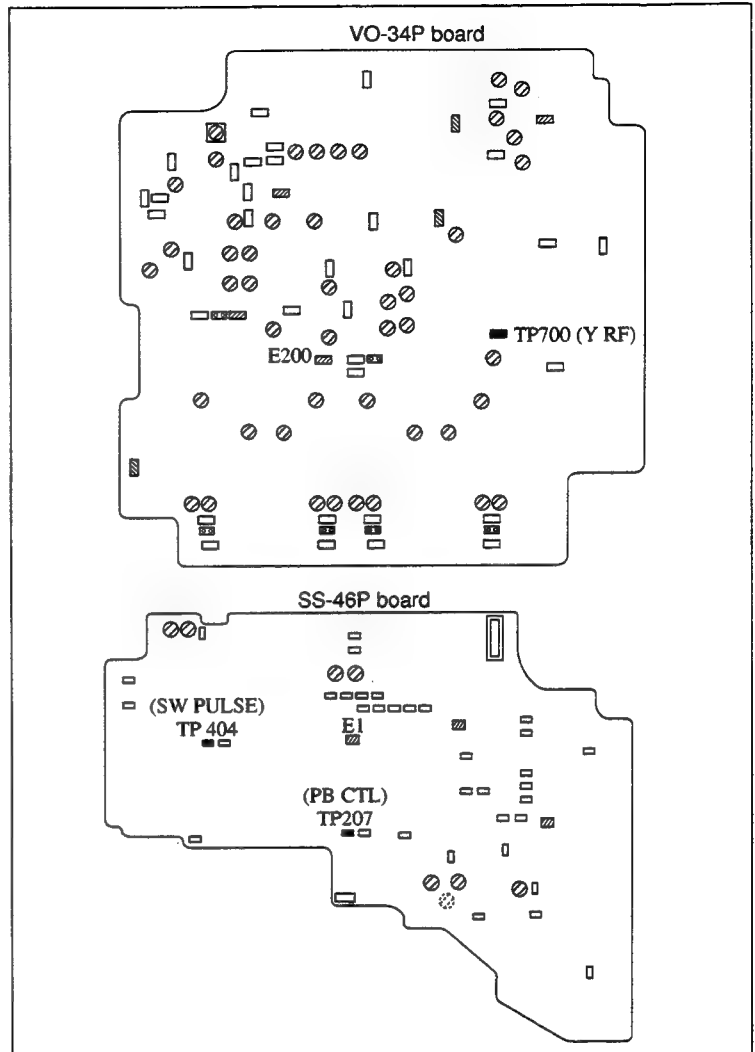 VO-34P board
TP700 (Y RF)
E200
SS-46P board
(SW PULSE)
TP 404
E1
(PB CTL)
TP207